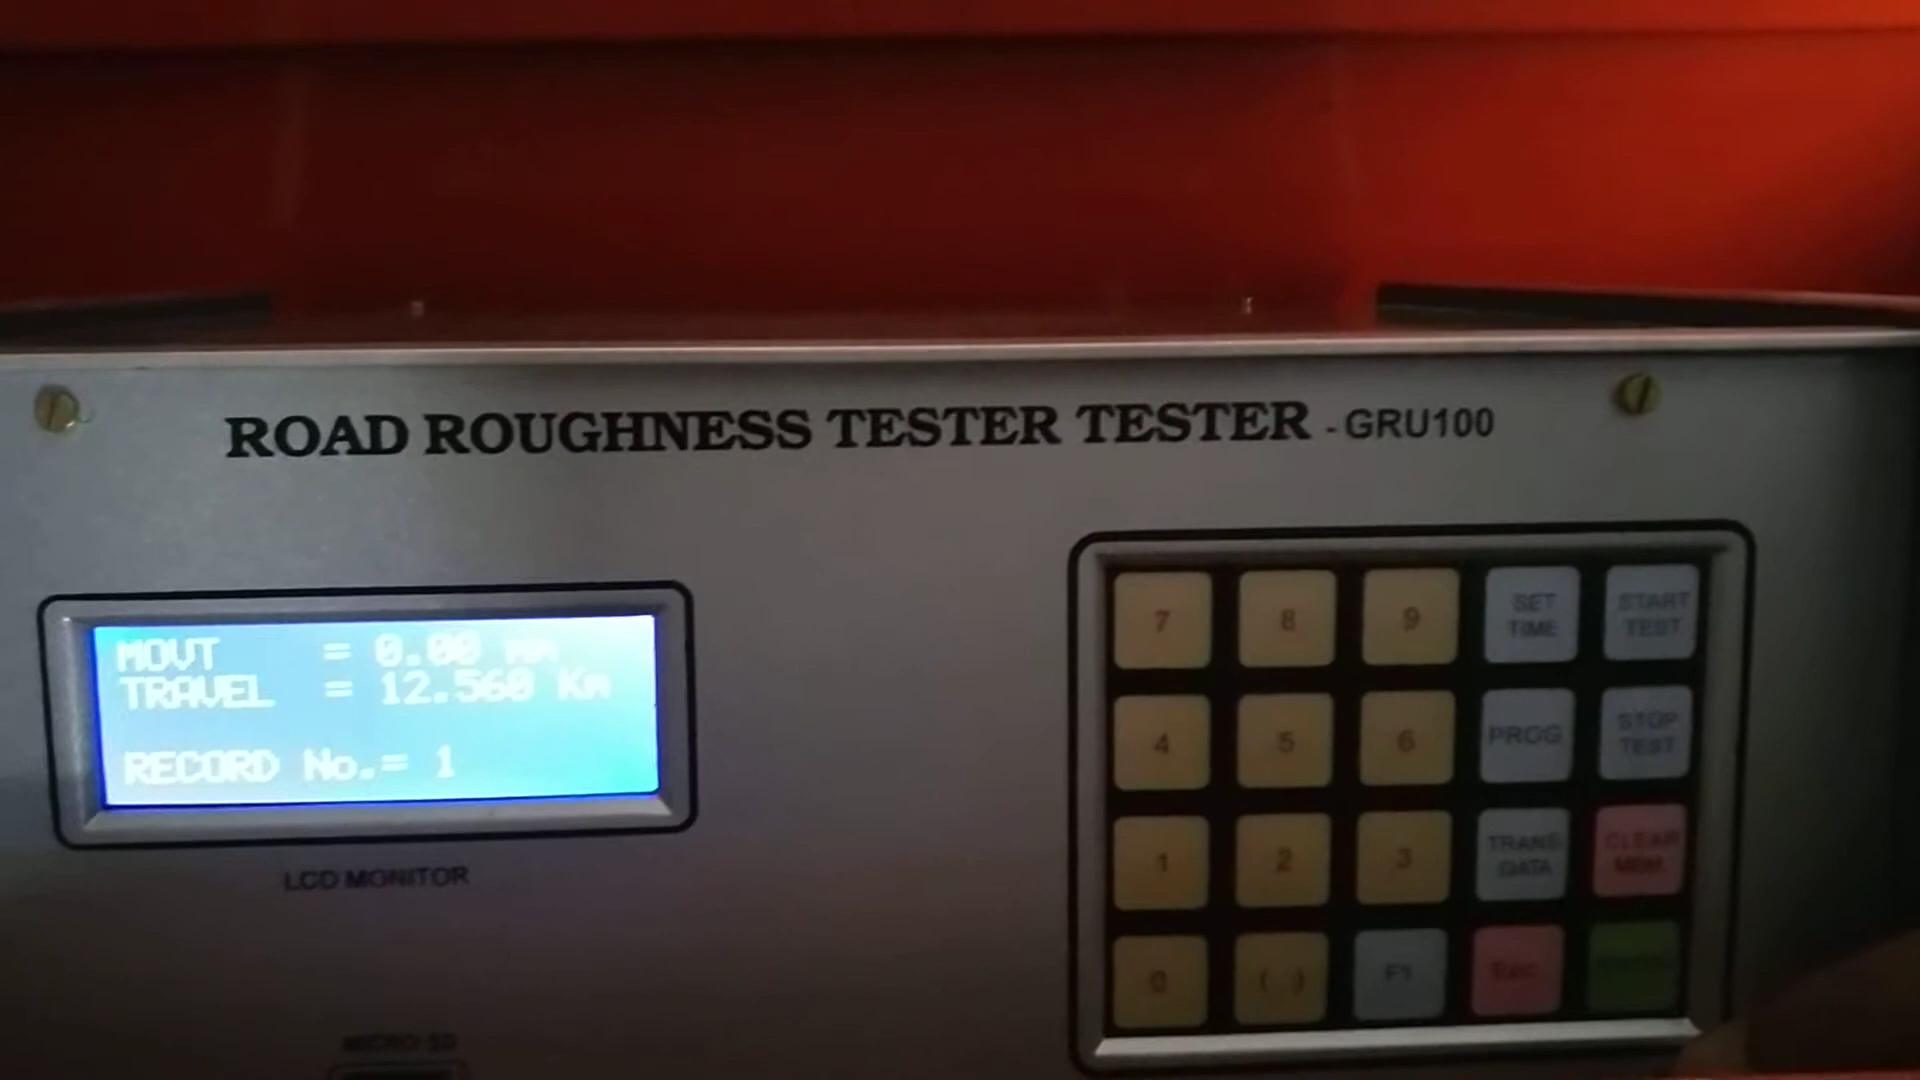 ROAD ROUGHNESS TESTER TESTER - GRU100
MOVT = 0.00 mm
TRAVEL = 12.560 Km
RECORD No.= 1
LCD MONITOR
MICRO SD
7 8 9 SET TIME START TEST
4 5 6 PROG STOP TEST
1 2 3 TRANS DATA CLEAR MEM
0 (.) F1 Esc